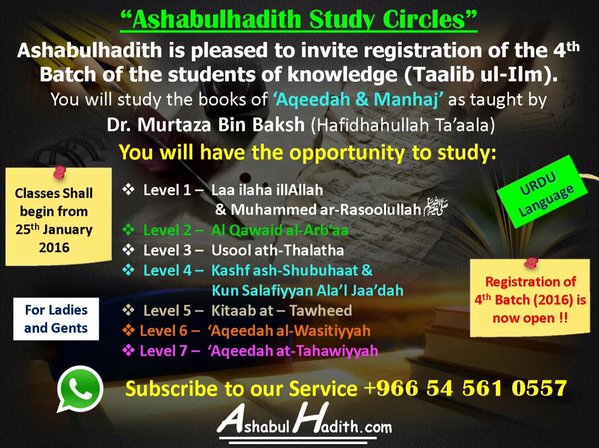 “Ashabulhadith Study Circles”
Ashabulhadith is pleased to invite registration of the 4th
Batch of the students of knowledge (Taalib ul-Ilm).
You will study the books of ‘Aqeedah & Manhaj’ as taught by
Dr. Murtaza Bin Baksh (Hafidhahullah Ta’aala)
You will have the opportunity to study:
Classes Shall
begin from
25th January
2016
❖ Level 1 – Laa ilaha illAllah
& Muhammed ar-Rasoolullah ﷺ
❖ Level 2 – Al Qawaid al-Arb’aa
❖ Level 3 – Usool ath-Thalatha
❖ Level 4 – Kashf ash-Shubuhaat &
Kun Salafiyyan Ala’l Jaa’dah
❖ Level 5 – Kitaab at – Tawheed
❖ Level 6 – ‘Aqeedah al-Wasitiyyah
❖ Level 7 – ‘Aqeedah at-Tahawiyyah
URDU
Language
For Ladies
and Gents
Registration of
4th Batch (2016) is
now open !!
Subscribe to our Service +966 54 561 0557
AshabulHadith.com